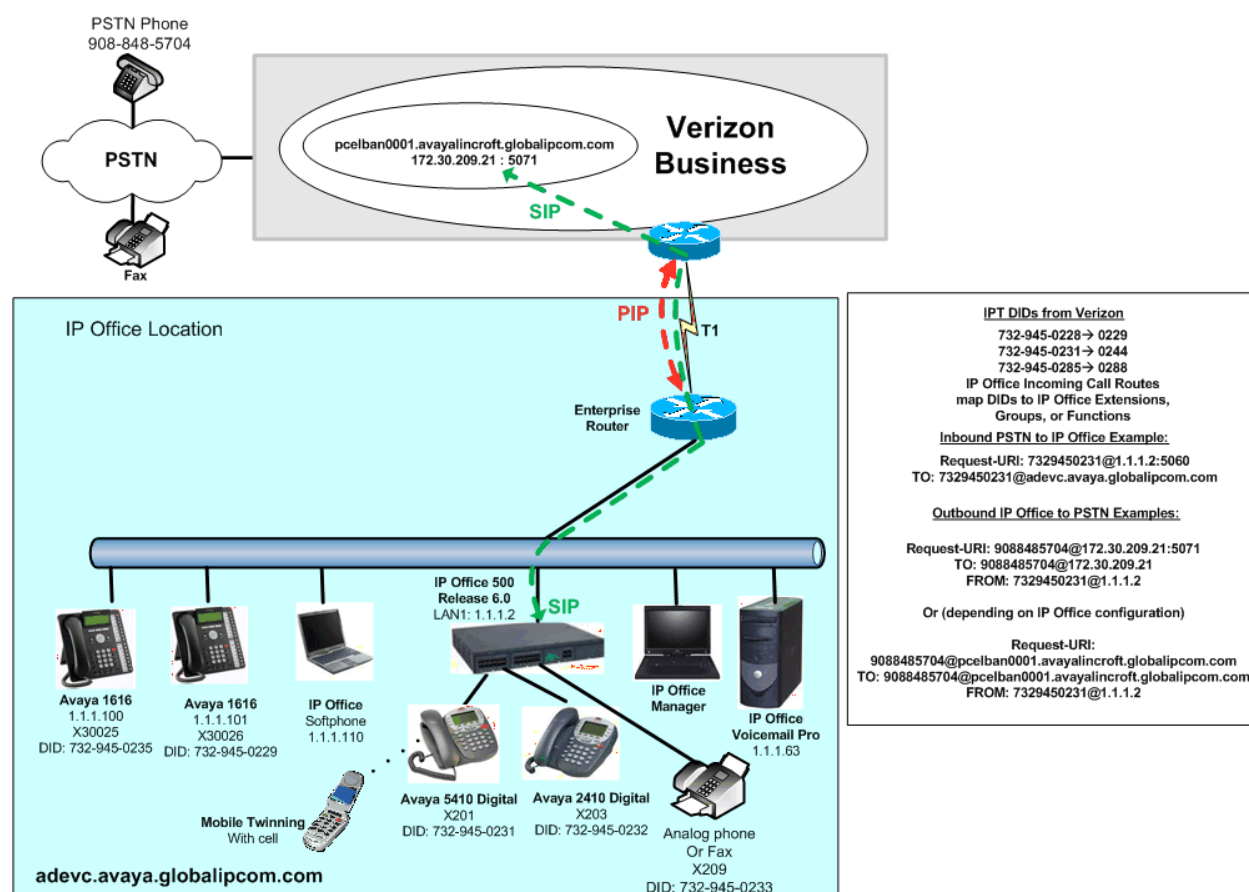 PSTN Phone
908-848-5704
PSTN
Fax
pcelban0001.avayalincroft.globalipcom.com
172.30.209.21 : 5071
Verizon
Business
SIP
PIP
T1
IP Office Location
Enterprise
Router
IP Office 500
Release 6.0
LAN1: 1.1.1.2
SIP
Avaya 1616
1.1.1.100
X30025
DID: 732-945-0235
Avaya 1616
1.1.1.101
X30026
DID: 732-945-0229
IP Office
Softphone
1.1.1.110
IP Office
Manager
IP Office
Voicemail Pro
1.1.1.63
Mobile Twinning
With cell
Avaya 5410 Digital
X201
DID: 732-945-0231
Avaya 2410 Digital
X203
DID: 732-945-0232
Analog phone
Or Fax
X209
DID: 732-945-0233
adevc.avaya.globalipcom.com
IPT DIDs from Verizon
732-945-0228→ 0229
732-945-0231→ 0244
732-945-0285→ 0288
IP Office Incoming Call Routes
map DIDs to IP Office Extensions,
Groups, or Functions
Inbound PSTN to IP Office Example:
Request-URI: 7329450231@1.1.1.2:5060
TO: 7329450231@adevc.avaya.globalipcom.com
Outbound IP Office to PSTN Examples:
Request-URI: 9088485704@172.30.209.21:5071
TO: 9088485704@172.30.209.21
FROM: 7329450231@1.1.1.2
Or (depending on IP Office configuration)
Request-URI:
9088485704@pcelban0001.avayalincroft.globalipcom.com
TO: 9088485704@pcelban0001.avayalincroft.globalipcom.com
FROM: 7329450231@1.1.1.2